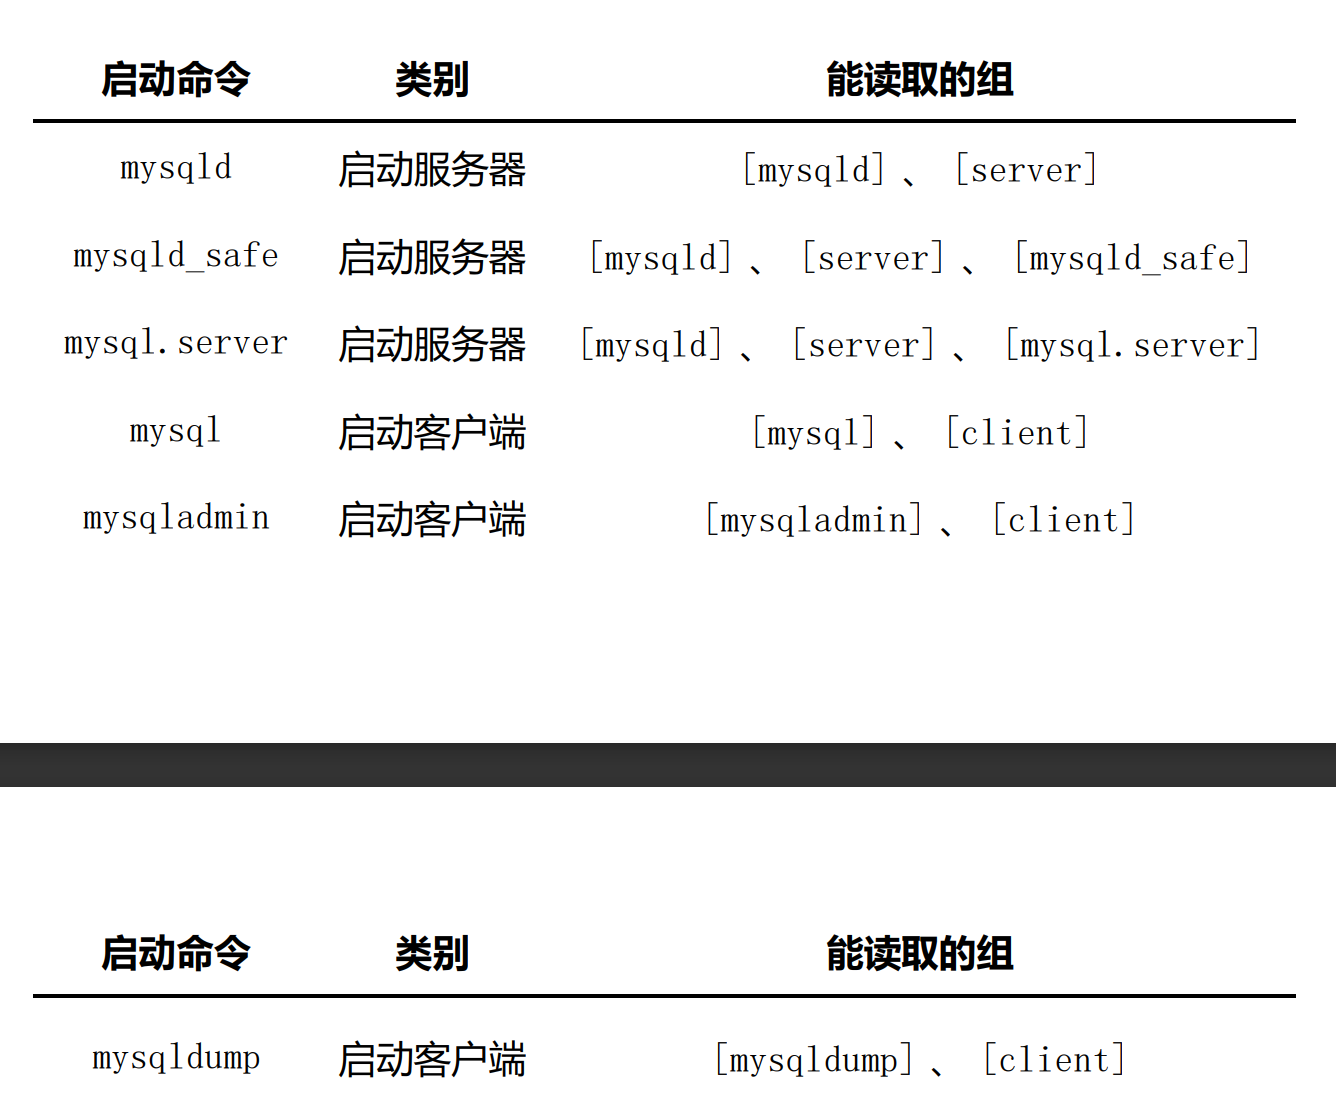 启动命令 类别 能读取的组
mysqld 启动服务器 [mysqld] 、 [server]
mysqld_safe 启动服务器 [mysqld] 、 [server] 、 [mysqld_safe]
mysql.server 启动服务器 [mysqld] 、 [server] 、 [mysql.server]
mysql 启动客户端 [mysql] 、 [client]
mysqladmin 启动客户端 [mysqladmin] 、 [client]
启动命令 类别 能读取的组
mysqldump 启动客户端 [mysqldump] 、 [client]